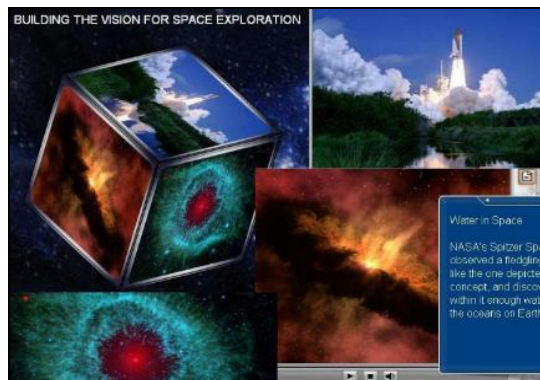 BUILDING THE VISION FOR SPACE EXPLORATION
Water in Space
NASA's Spitzer Spa
observed a fledgling
like the one depicte
concept, and discov
within it enough wat
the oceans on Earth